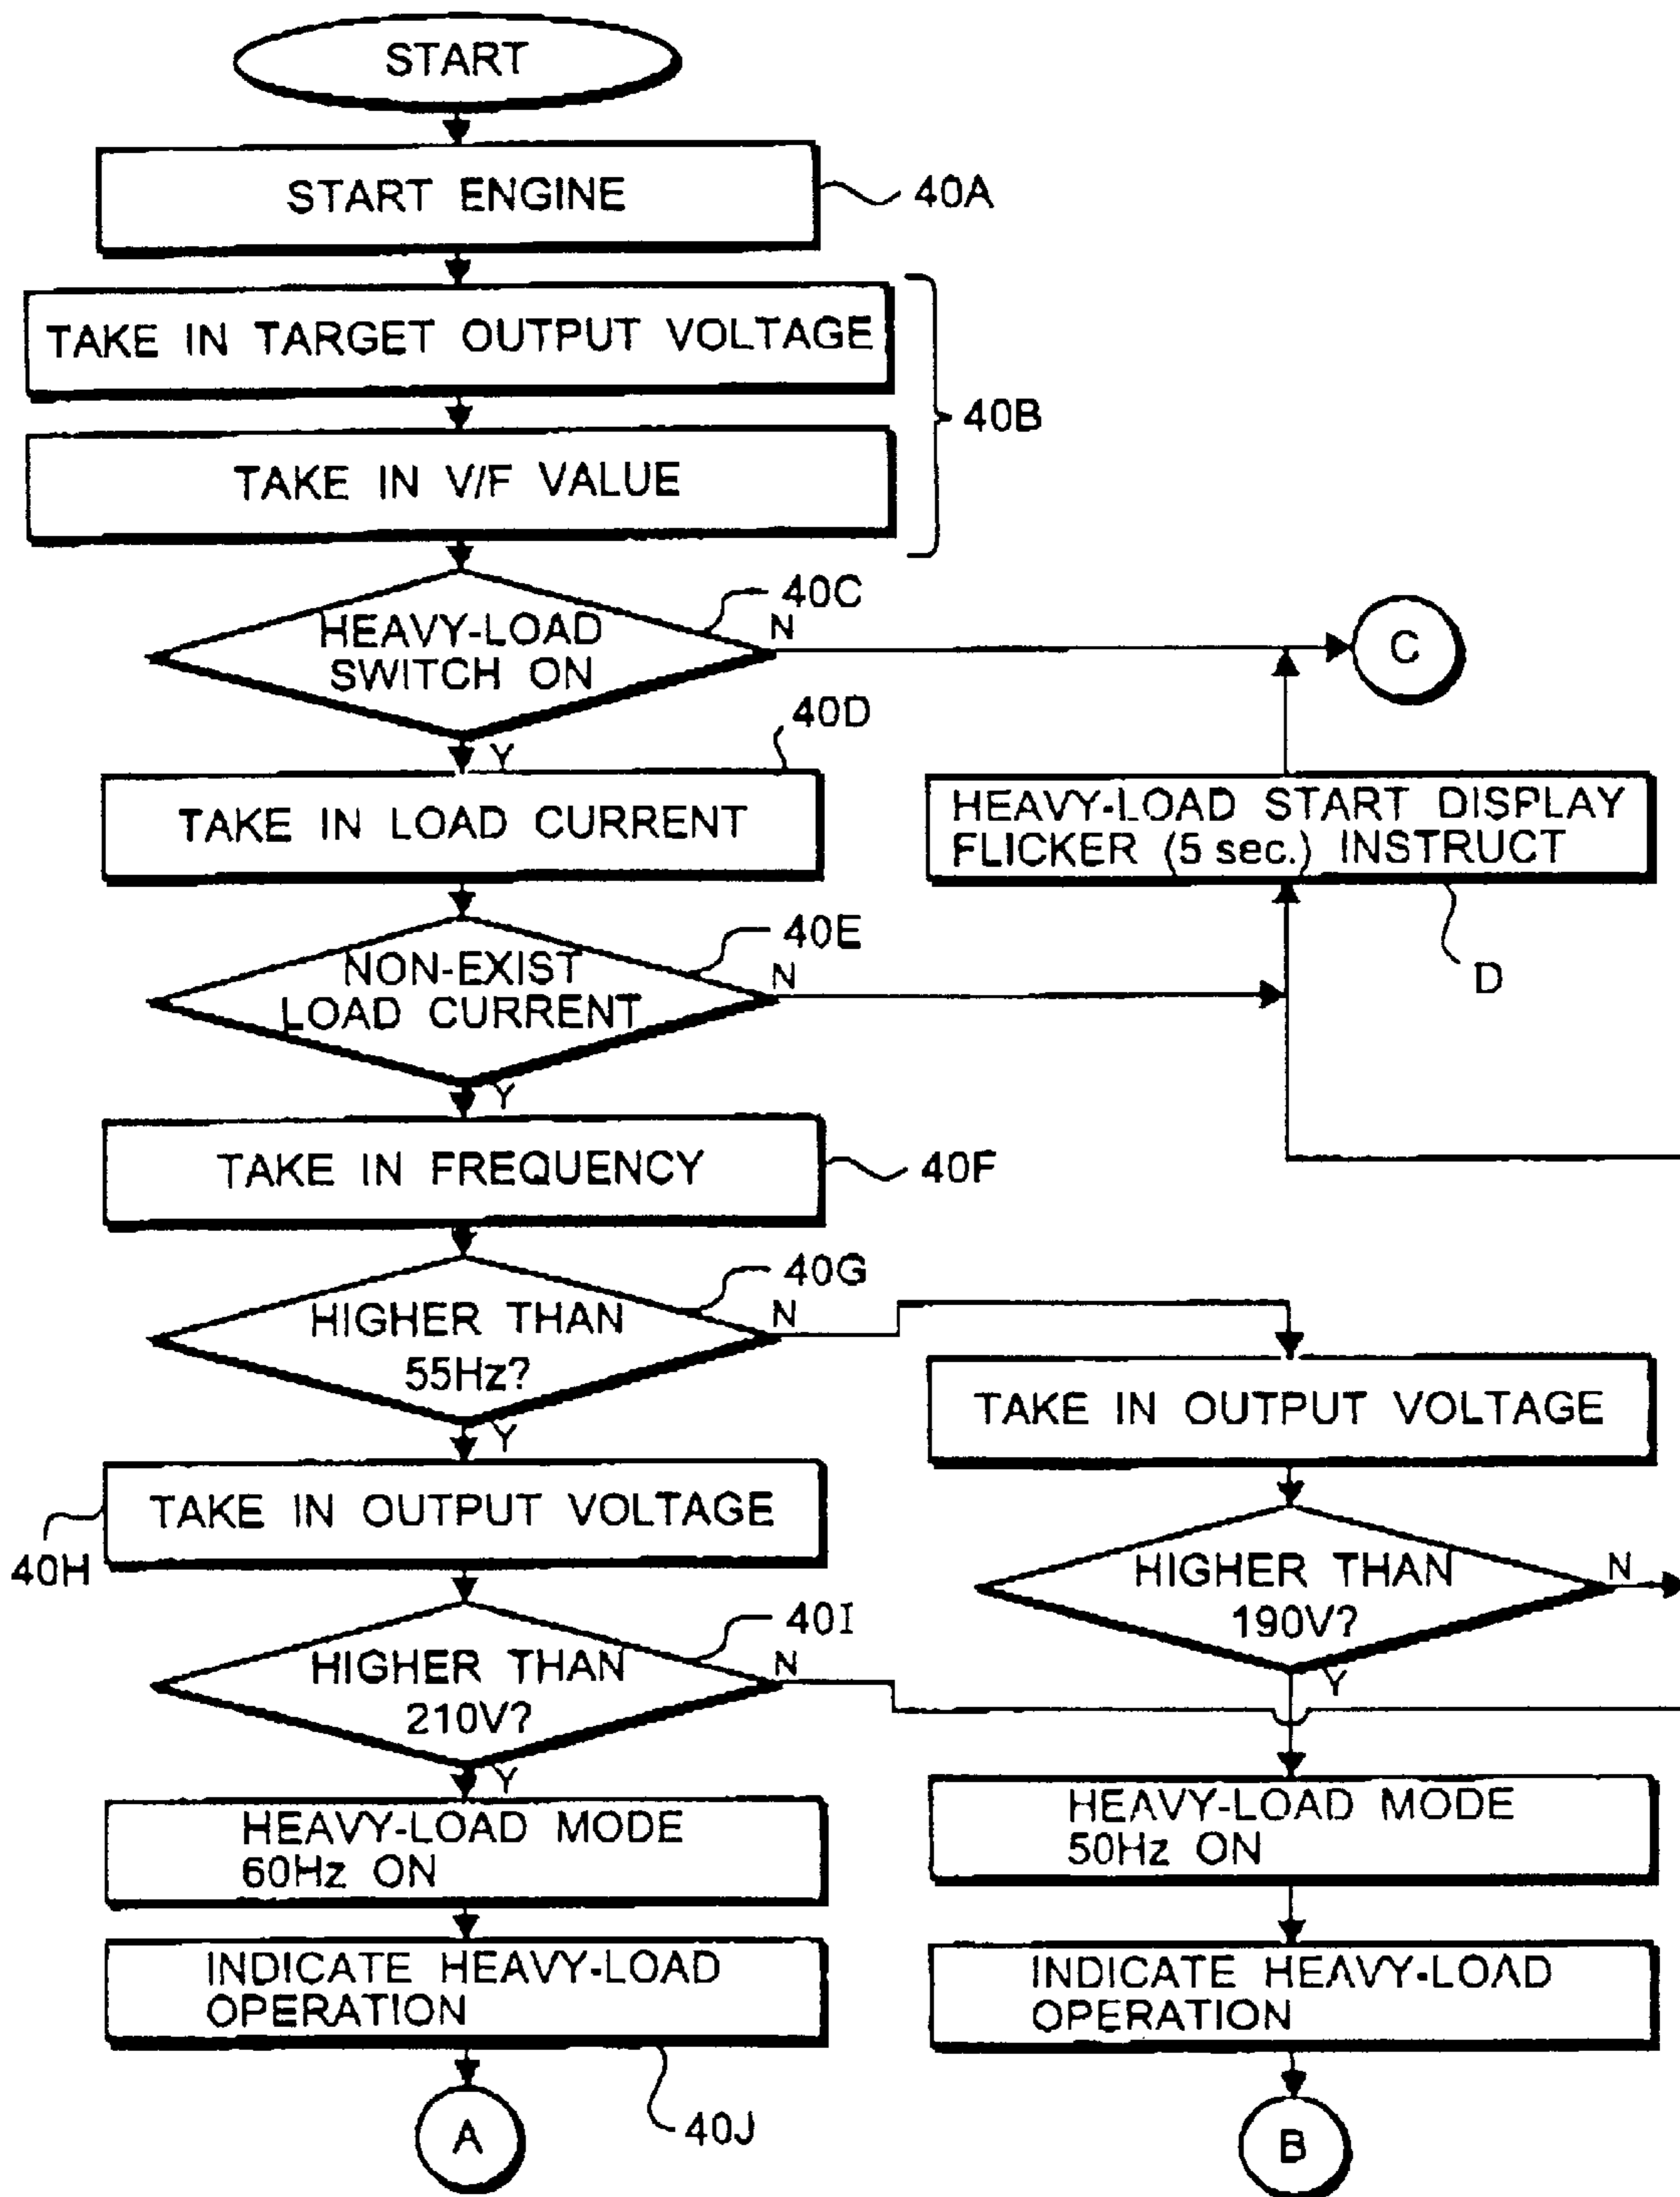 START
START ENGINE
40A
TAKE IN TARGET OUTPUT VOLTAGE
TAKE IN V/F VALUE
40B
HEAVY-LOAD
SWITCH ON
40C
N
C
Y
40D
TAKE IN LOAD CURRENT
HEAVY-LOAD START DISPLAY
FLICKER (5 sec.) INSTRUCT
D
NON-EXIST
LOAD CURRENT
40E
N
Y
TAKE IN FREQUENCY
40F
HIGHER THAN
55Hz?
40G
N
Y
TAKE IN OUTPUT VOLTAGE
40H
TAKE IN OUTPUT VOLTAGE
HIGHER THAN
190V?
N
Y
HIGHER THAN
210V?
40I
N
Y
HEAVY-LOAD MODE
60Hz ON
HEAVY-LOAD MODE
50Hz ON
INDICATE HEAVY-LOAD
OPERATION
40J
INDICATE HEAVY-LOAD
OPERATION
A
B